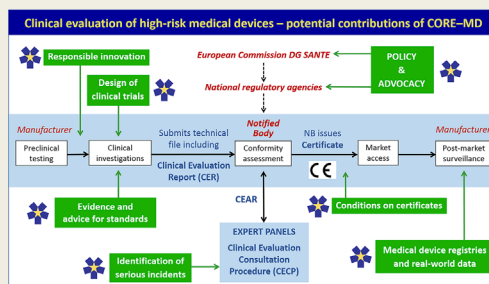 Clinical evaluation of high-risk medical devices – potential contributions of CORE–MD
Responsible innovation
European Commission DG SANTE
POLICY
&
ADVOCACY
Design of
clinical trials
National regulatory agencies
Manufacturer
Submits technical
file including
Notified
Body
NB issues
Certificate
Manufacturer
Preclinical
testing
Clinical
investigations
Clinical Evaluation
Report (CER)
Conformity
assessment
CE
Market
access
Post-market
surveillance
CEAR
Evidence and
advice for standards
Conditions on certificates
EXPERT PANELS
Clinical Evaluation
Consultation
Procedure (CECP)
Identification of
serious incidents
Medical device registries
and real-world data